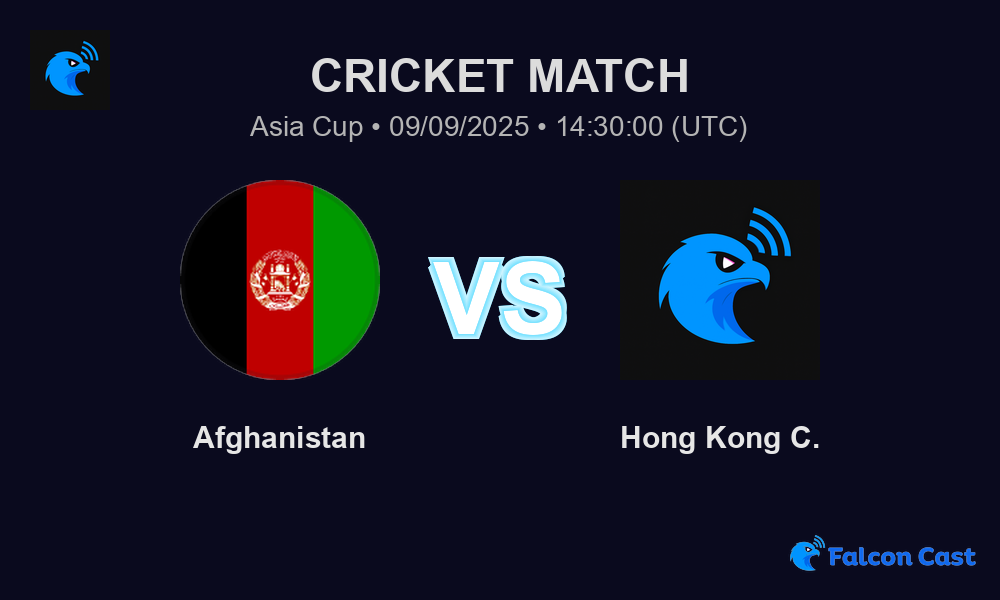 CRICKET MATCH
Asia Cup • 09/09/2025 • 14:30:00 (UTC)
VS
Afghanistan
Hong Kong C.
Falcon Cast